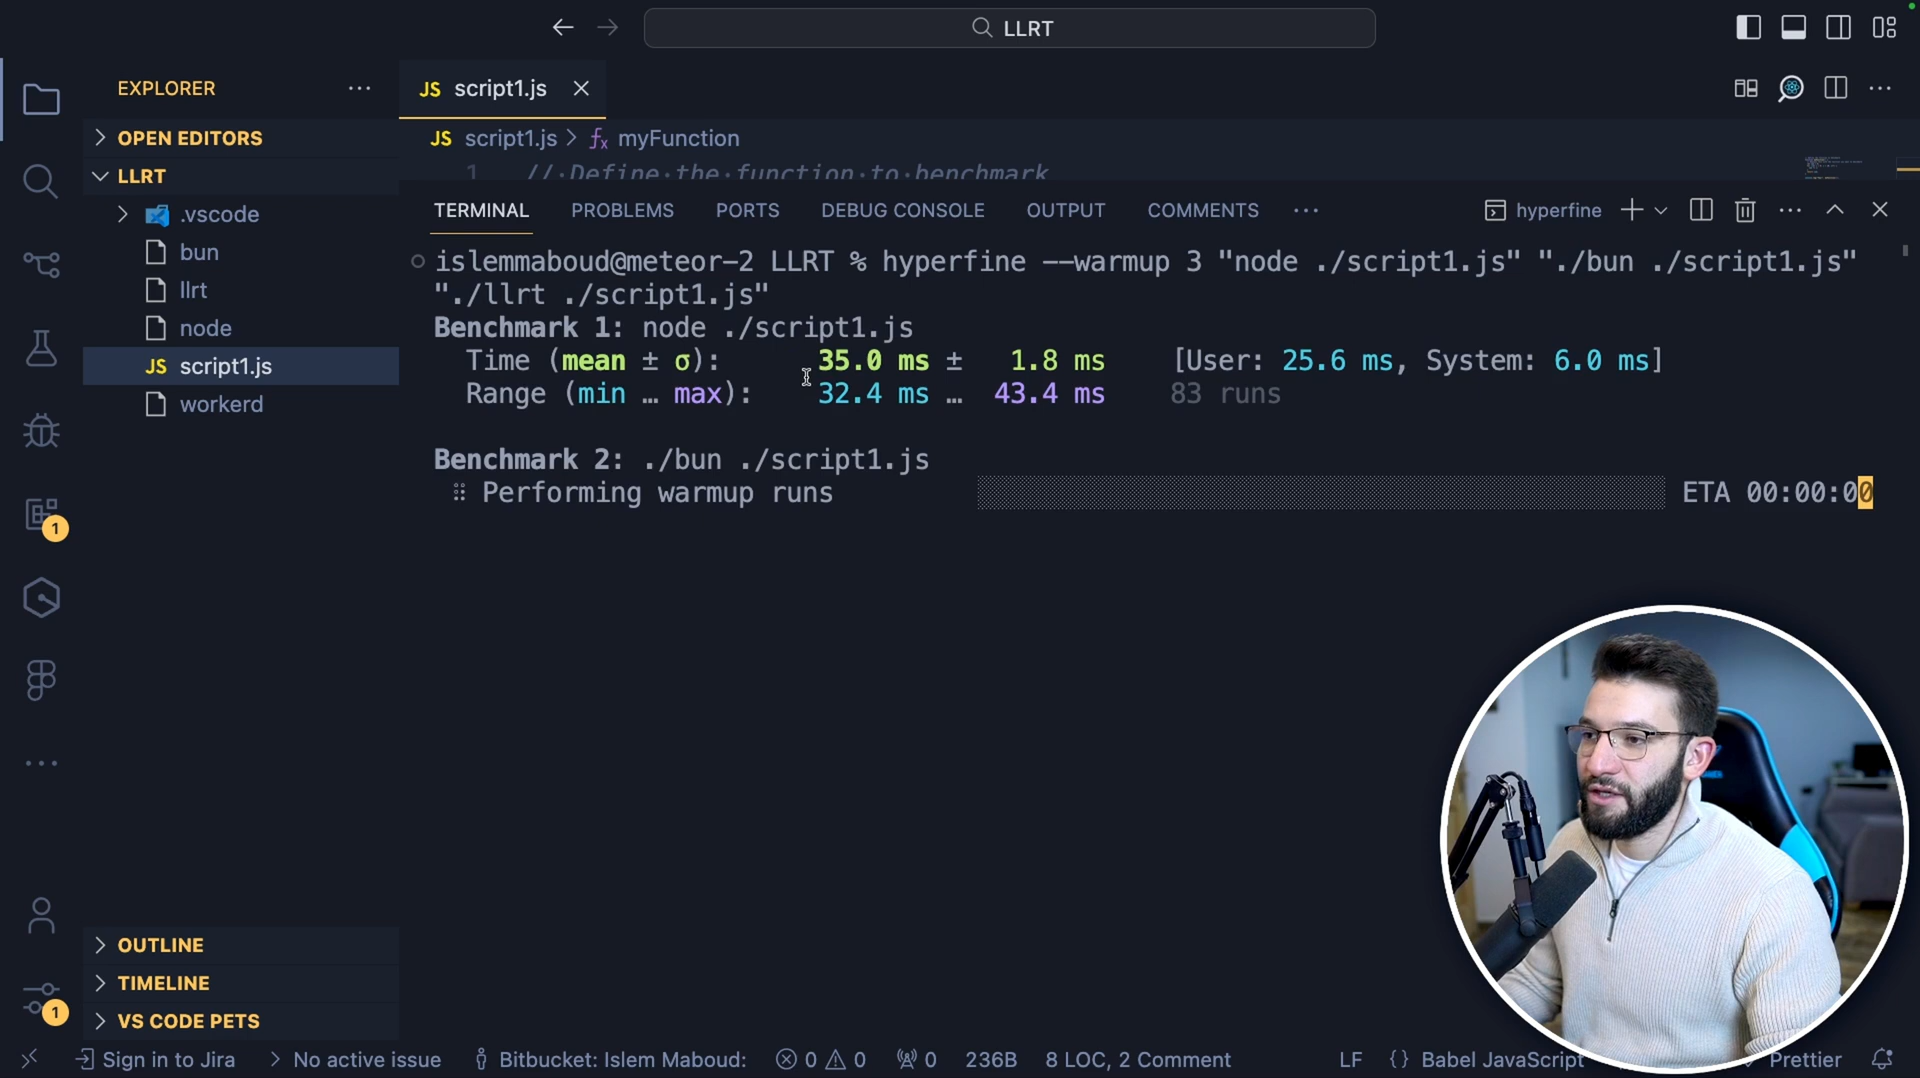 LLRT
EXPLORER
JS script1.js
OPEN EDITORS
JS script1.js > myFunction
LLRT
1 // Define the function to benchmark
.vscode
bun
llrt
node
JS script1.js
workerd
TERMINAL PROBLEMS PORTS DEBUG CONSOLE OUTPUT COMMENTS
hyperfine
islemmaboud@meteor-2 LLRT % hyperfine --warmup 3 "node ./script1.js" "./bun ./script1.js"
"./llrt ./script1.js"
Benchmark 1: node ./script1.js
Time (mean ± σ): 35.0 ms ± 1.8 ms [User: 25.6 ms, System: 6.0 ms]
Range (min … max): 32.4 ms … 43.4 ms 83 runs
Benchmark 2: ./bun ./script1.js
Performing warmup runs ETA 00:00:00
1
1
OUTLINE
TIMELINE
VS CODE PETS
Sign in to Jira No active issue Bitbucket: Islem Maboud: 0 0 0 236B 8 LOC, 2 Comment LF {} Babel JavaScript Prettier